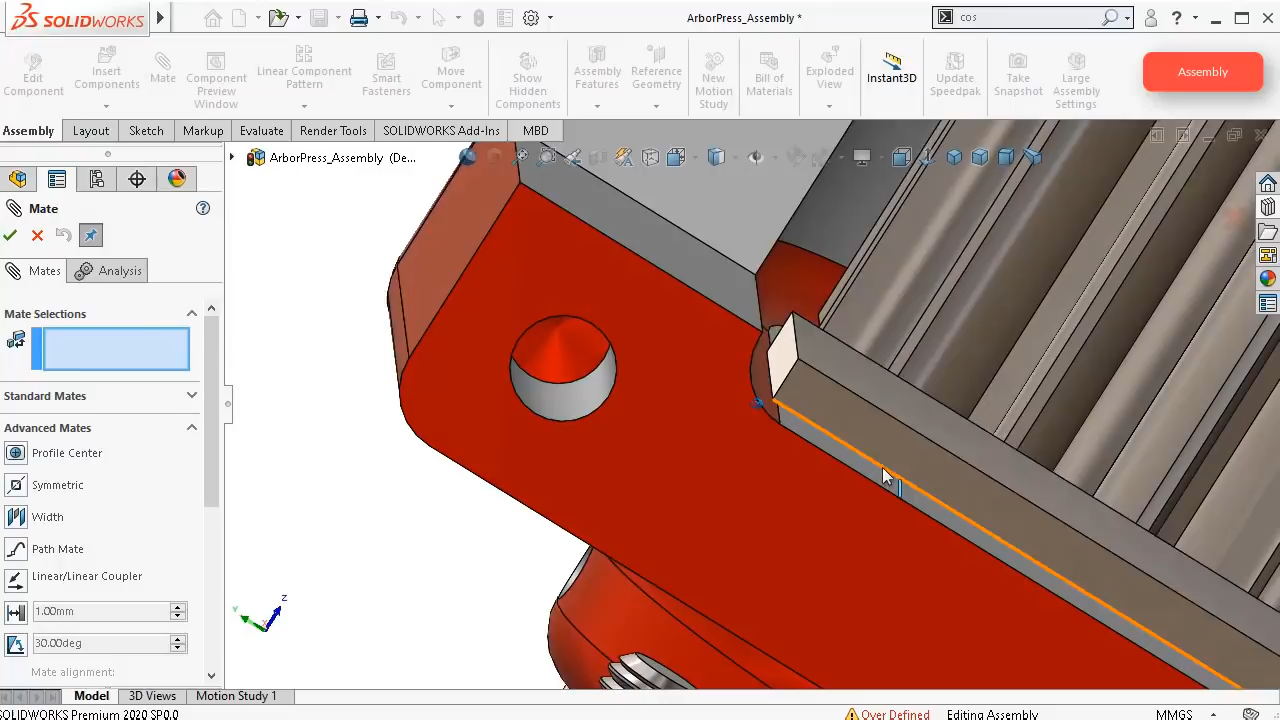 SOLIDWORKS
ArborPress_Assembly *
cos
Edit Component
Insert Components
Mate
Component Preview Window
Linear Component Pattern
Smart Fasteners
Move Component
Show Hidden Components
Assembly Features
Reference Geometry
New Motion Study
Bill of Materials
Exploded View
Instant3D
Update Speedpak
Take Snapshot
Large Assembly Settings
Assembly
Assembly Layout Sketch Markup Evaluate Render Tools SOLIDWORKS Add-Ins MBD
ArborPress_Assembly (De...
Mate
Mates Analysis
Mate Selections
Standard Mates
Advanced Mates
Profile Center
Symmetric
Width
Path Mate
Linear/Linear Coupler
1.00mm
30.00deg
Mate alignment:
Y
Z
Model 3D Views Motion Study 1
SOLIDWORKS Premium 2020 SP0.0
Over Defined Editing Assembly MMGS